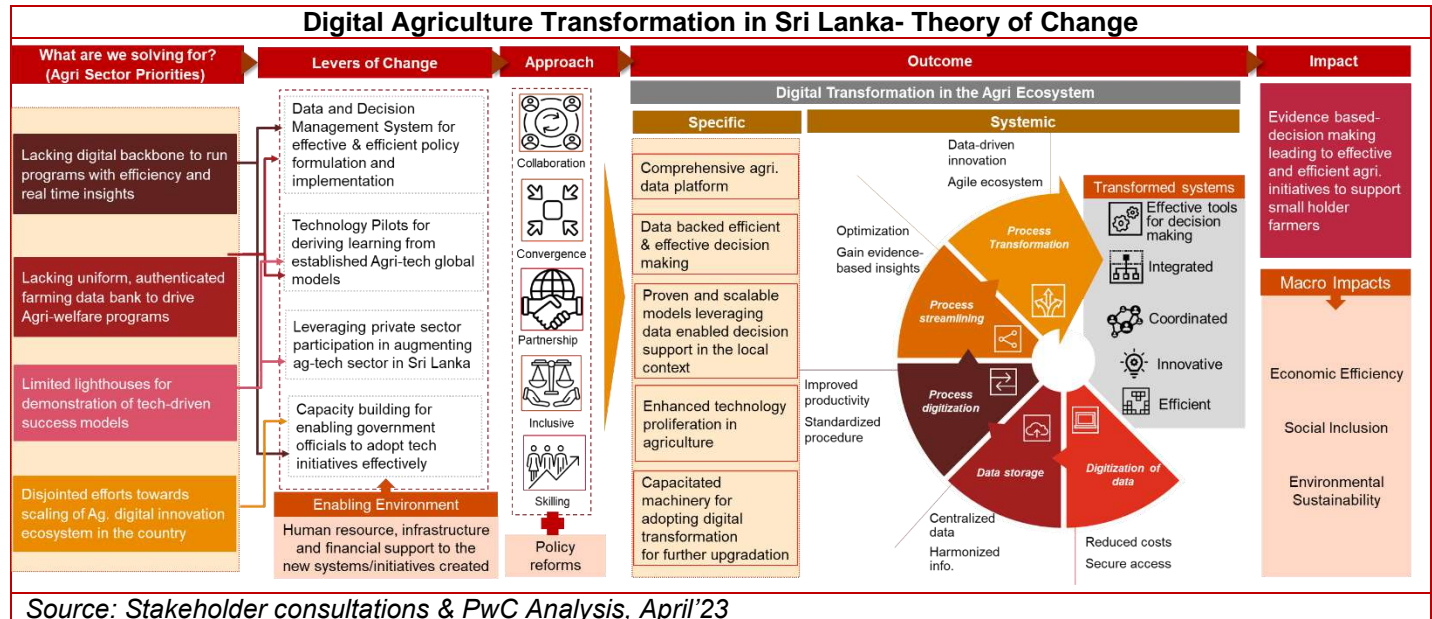 Digital Agriculture Transformation in Sri Lanka- Theory of Change
What are we solving for?
(Agri Sector Priorities)
Lacking digital backbone to run
programs with efficiency and
real time insights
Lacking uniform, authenticated
farming data bank to drive
Agri-welfare programs
Limited lighthouses for
demonstration of tech-driven
success models
Disjointed efforts towards
scaling of Ag. digital innovation
ecosystem in the country
Levers of Change
Data and Decision
Management System for
effective & efficient policy
formulation and
implementation
Technology Pilots for
deriving learning from
established Agri-tech global
models
Leveraging private sector
participation in augmenting
ag-tech sector in Sri Lanka
Capacity building for
enabling government
officials to adopt tech
initiatives effectively
Enabling Environment
Human resource, infrastructure
and financial support to the
new systems/initiatives created
Approach
Collaboration
Convergence
Partnership
Inclusive
Skilling
Policy
reforms
Outcome
Digital Transformation in the Agri Ecosystem
Specific
Comprehensive agri.
data platform
Data backed efficient
& effective decision
making
Proven and scalable
models leveraging
data enabled decision
support in the local
context
Enhanced technology
proliferation in
agriculture
Capacitated
machinery for
adopting digital
transformation
for further upgradation
Systemic
Data-driven
innovation
Agile ecosystem
Optimization
Gain evidence-
based insights
Improved
productivity
Standardized
procedure
Centralized
data
Harmonized
info.
Reduced costs
Secure access
Process
Transformation
Process
streamlining
Process
digitization
Data storage
Digitization of
data
Transformed systems
Effective tools
for decision
making
Integrated
Coordinated
Innovative
Efficient
Impact
Evidence based-
decision making
leading to effective
and efficient agri.
initiatives to support
small holder
farmers
Macro Impacts
Economic Efficiency
Social Inclusion
Environmental
Sustainability
Source: Stakeholder consultations & PwC Analysis, April'23